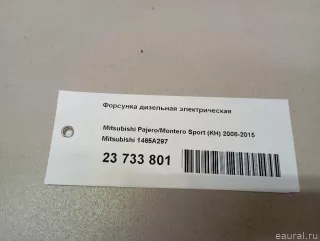 Форсунка дизельная электрическая
Mitsubishi Pajero/Montero Sport (KH) 2008-2015
Mitsubishi 1465A297
23 733 801
eaural.ru